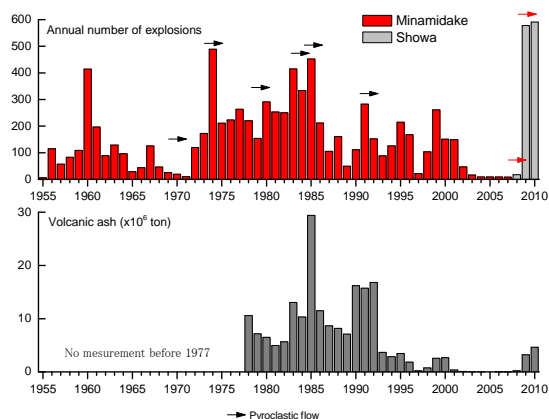 600
Annual number of explosions
Minamidake
Showa
500
400
300
200
100
0
1955 1960 1965 1970 1975 1980 1985 1990 1995 2000 2005 2010
30
Volcanic ash (x10⁶ ton)
20
10
No mesurement before 1977
0
1955 1960 1965 1970 1975 1980 1985 1990 1995 2000 2005 2010
Pyroclastic flow